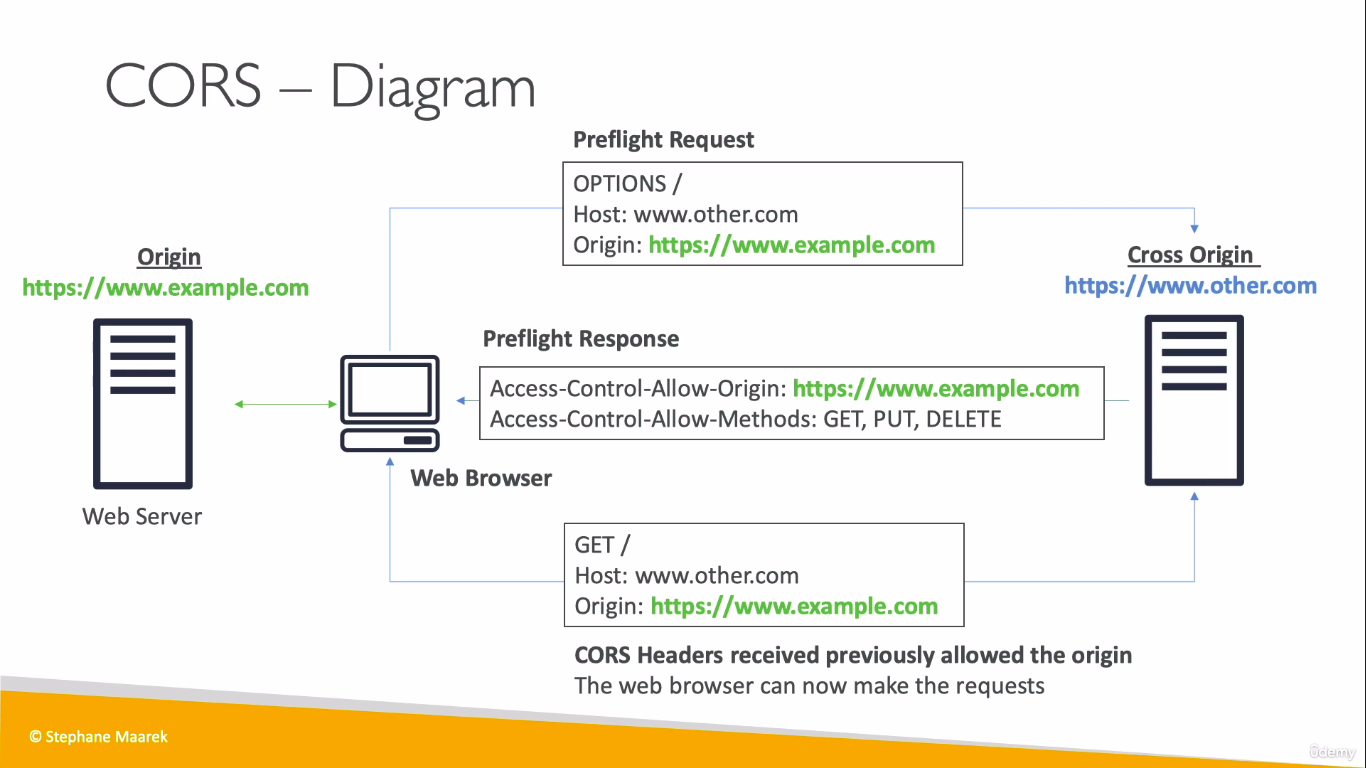 CORS – Diagram
Preflight Request
OPTIONS /
Host: www.other.com
Origin: https://www.example.com
Origin
https://www.example.com
Cross Origin
https://www.other.com
Preflight Response
Access-Control-Allow-Origin: https://www.example.com
Access-Control-Allow-Methods: GET, PUT, DELETE
Web Browser
Web Server
GET /
Host: www.other.com
Origin: https://www.example.com
CORS Headers received previously allowed the origin
The web browser can now make the requests
© Stephane Maarek
ûdemy